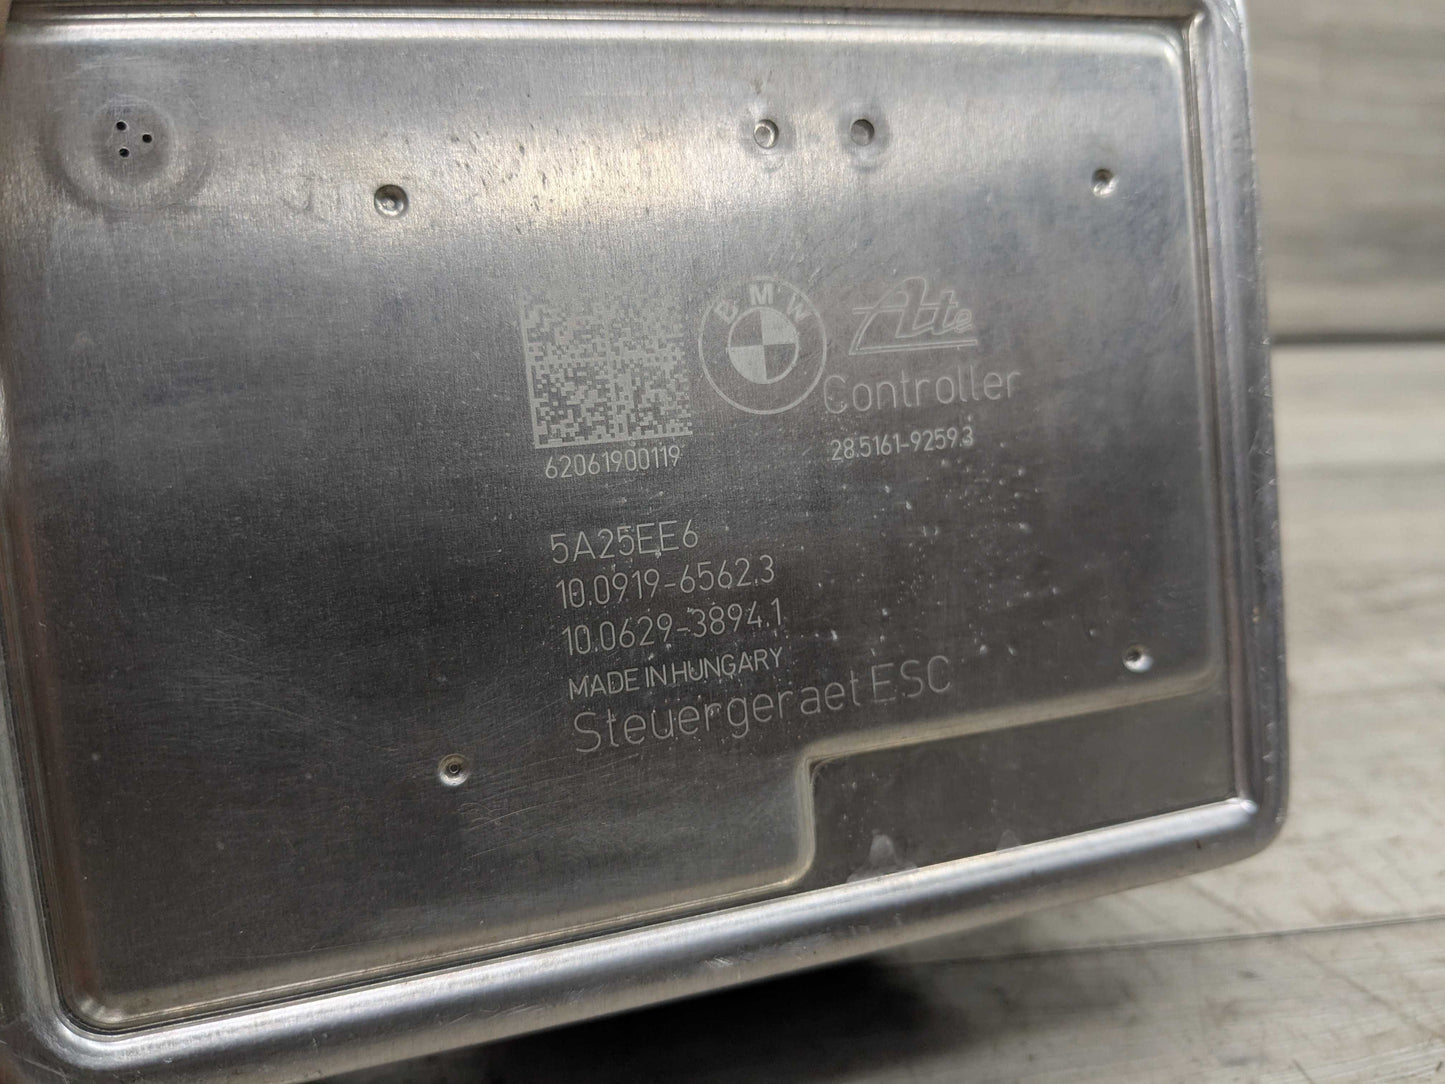 BMW
Ate
Controller
28.5161-9259.3
62061900119
5A25EE6
10.0919-6562.3
10.0629-3894.1
MADE IN HUNGARY
Steuergeraet ESC